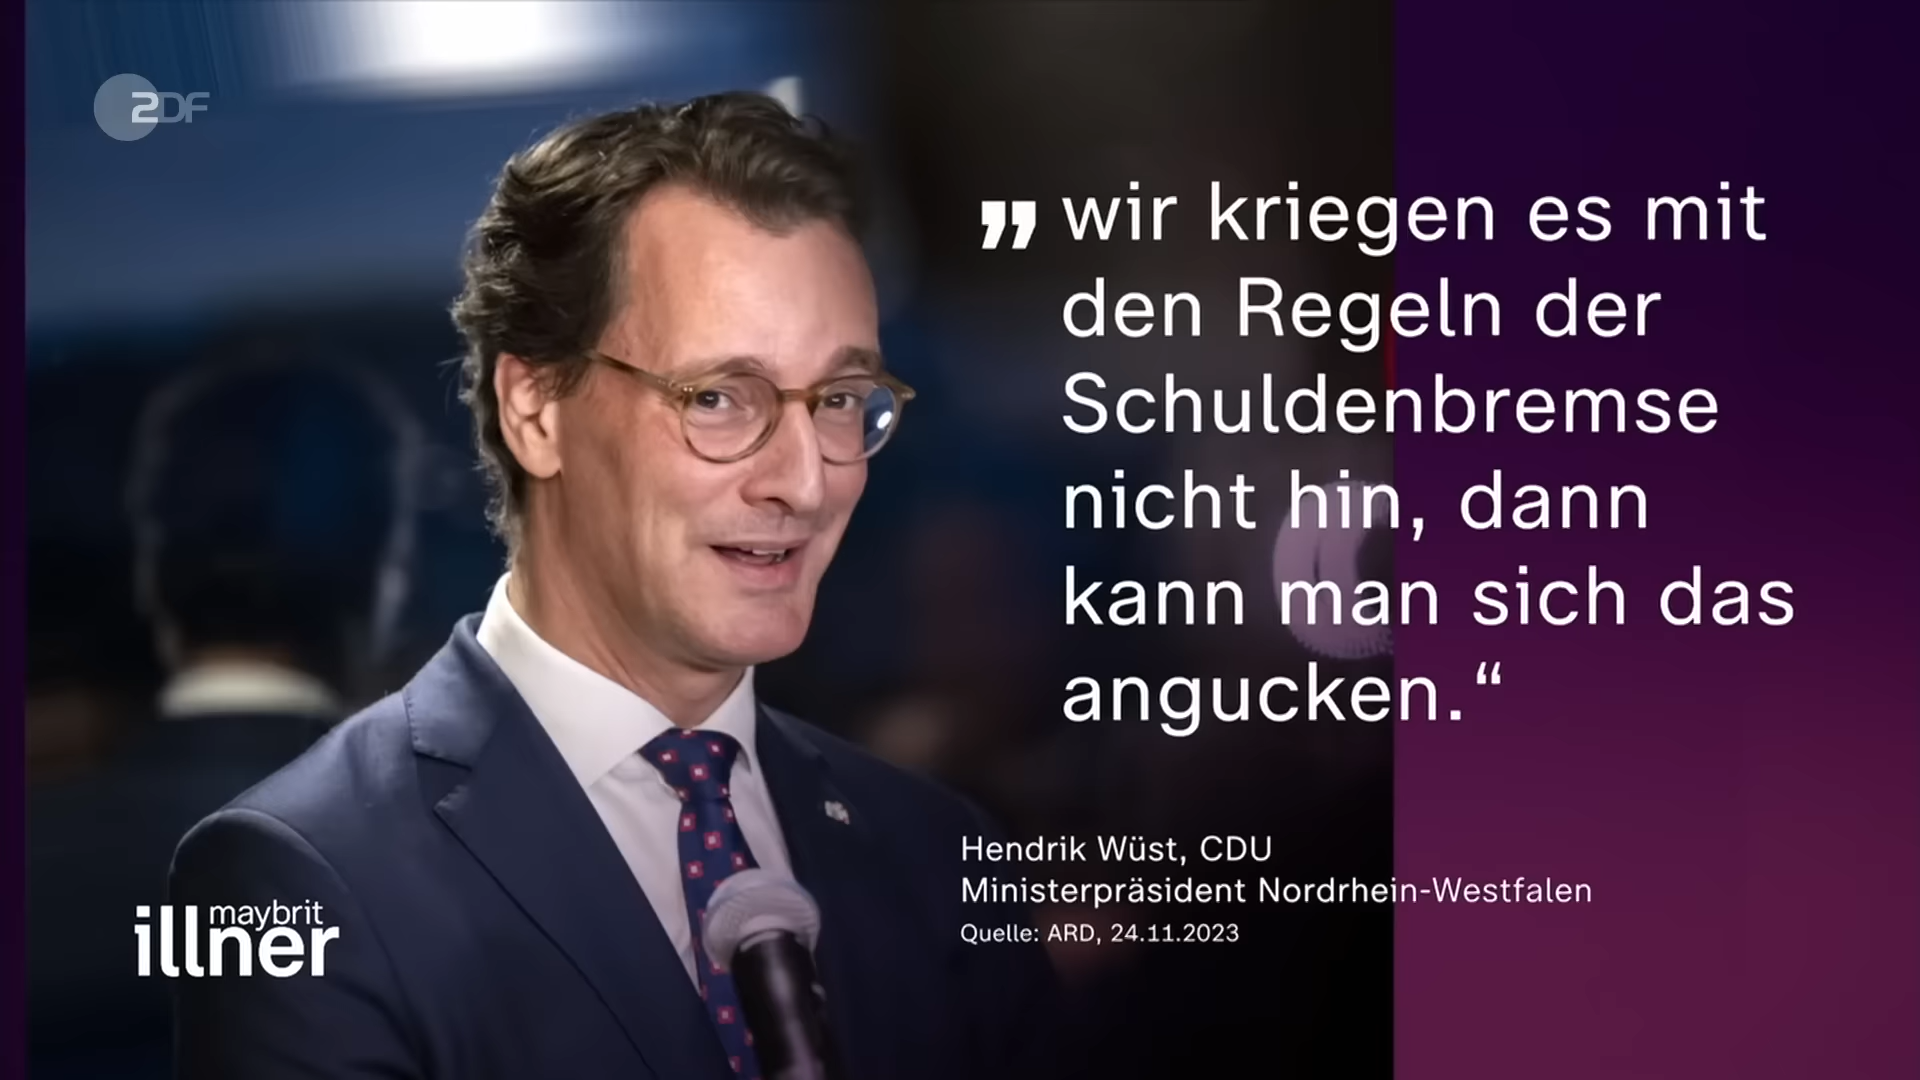 2DF
„ wir kriegen es mit
den Regeln der
Schuldenbremse
nicht hin, dann
kann man sich das
angucken.“
Hendrik Wüst, CDU
Ministerpräsident Nordrhein-Westfalen
Quelle: ARD, 24.11.2023
maybrit
illner